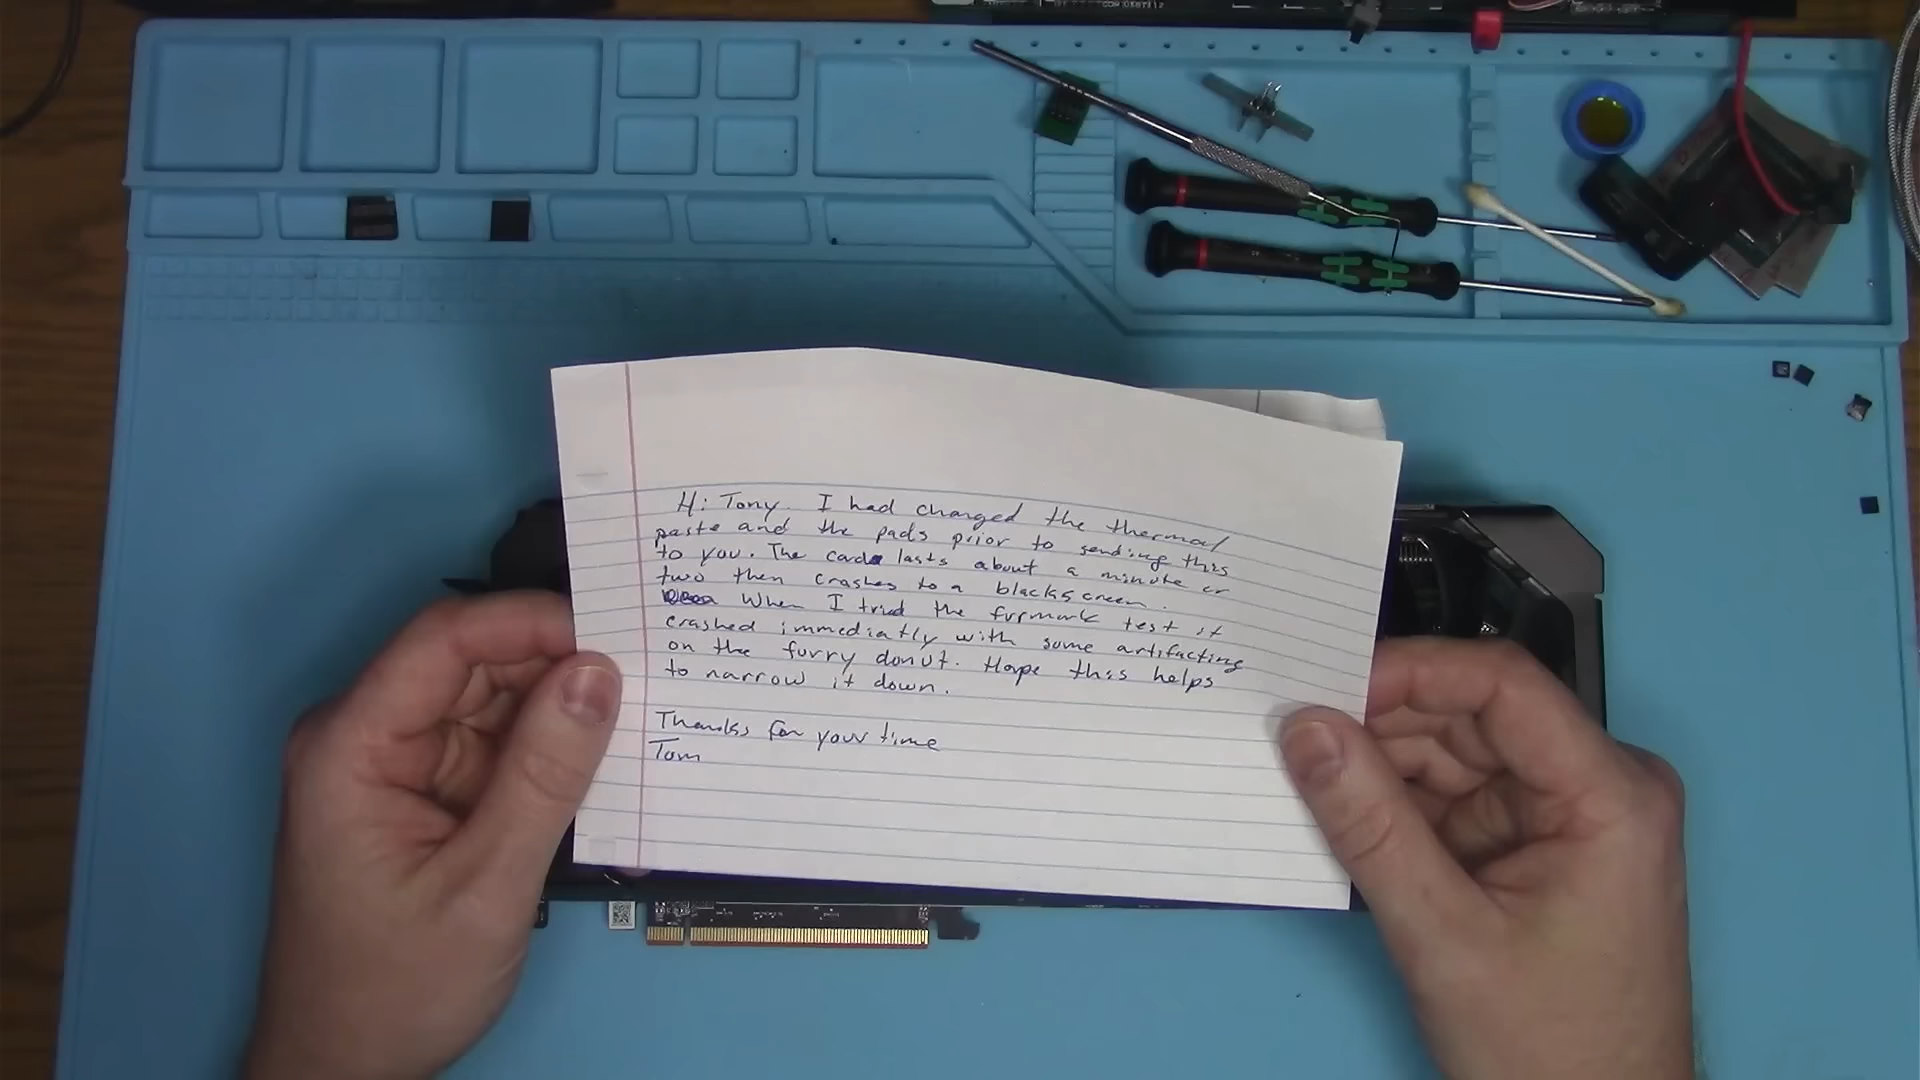 Hi Tony. I had changed the thermal
paste and the pads prior to sending this
to you. The card lasts about a minute or
two then crashes to a blackscreen.
When I tried the furmark test it
crashed immediatly with some artifacting
on the furry donut. Hope this helps
to narrow it down.
Thanks for your time
Tom